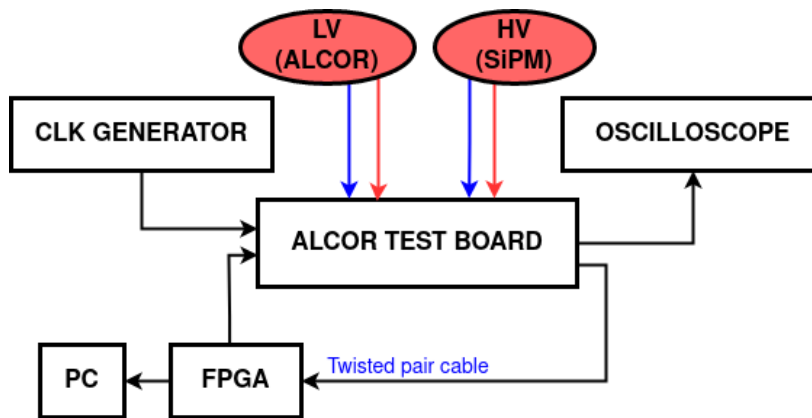 LV
(ALCOR)
HV
(SiPM)
CLK GENERATOR
OSCILLOSCOPE
ALCOR TEST BOARD
Twisted pair cable
PC
FPGA